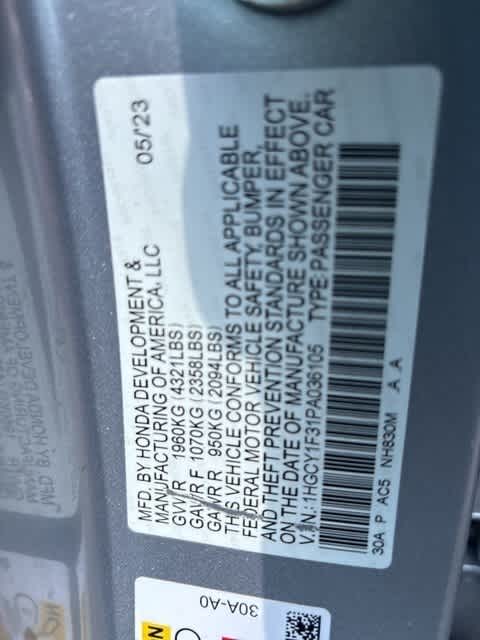 MFD. BY HONDA DEVELOPMENT &
MANUFACTURING OF AMERICA, LLC 05/'23
GVWR 1960KG (4321LBS)
GAWR F 1070KG (2358LBS)
GAWR R 950KG (2094LBS)
THIS VEHICLE CONFORMS TO ALL APPLICABLE
FEDERAL MOTOR VEHICLE SAFETY, BUMPER,
AND THEFT PREVENTION STANDARDS IN EFFECT
ON THE DATE OF MANUFACTURE SHOWN ABOVE.
V.I.N.:1HGCY1F31PA036105 TYPE:PASSENGER CAR
30A P AC5 NH830M A A
30A-A0